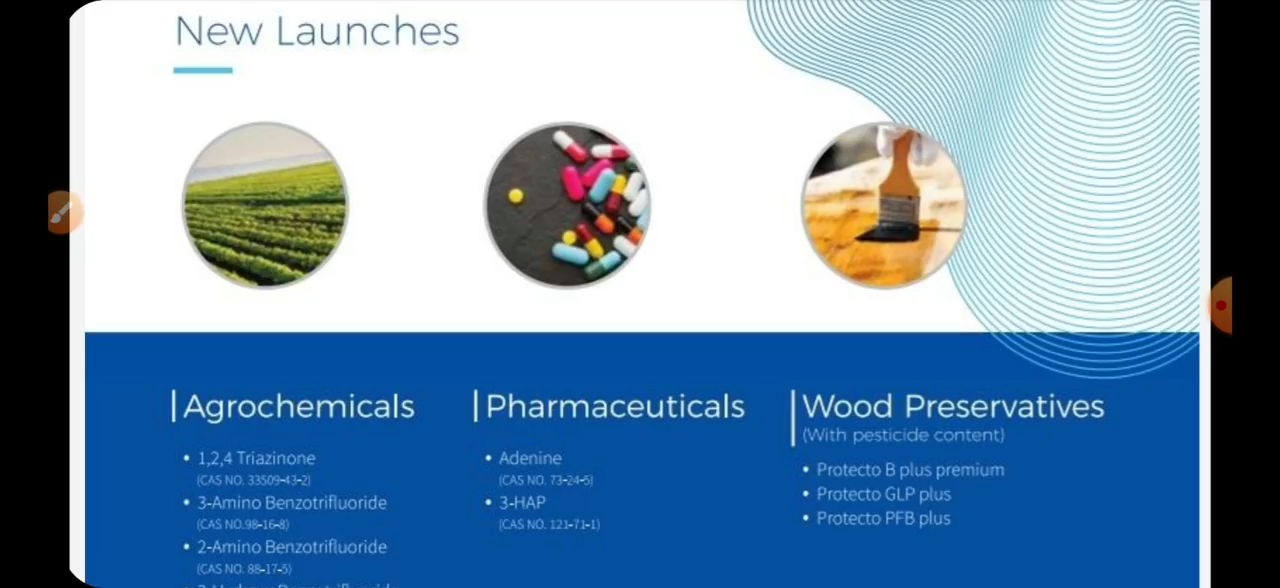 New Launches
Agrochemicals
• 1,2,4 Triazinone
(CAS NO. 33509-43-2)
• 3-Amino Benzotrifluoride
(CAS NO.98-16-8)
• 2-Amino Benzotrifluoride
(CAS NO. 88-17-5)
Pharmaceuticals
• Adenine
(CAS NO. 73-24-5)
• 3-HAP
(CAS NO. 121-71-1)
Wood Preservatives
(With pesticide content)
• Protecto B plus premium
• Protecto GLP plus
• Protecto PFB plus